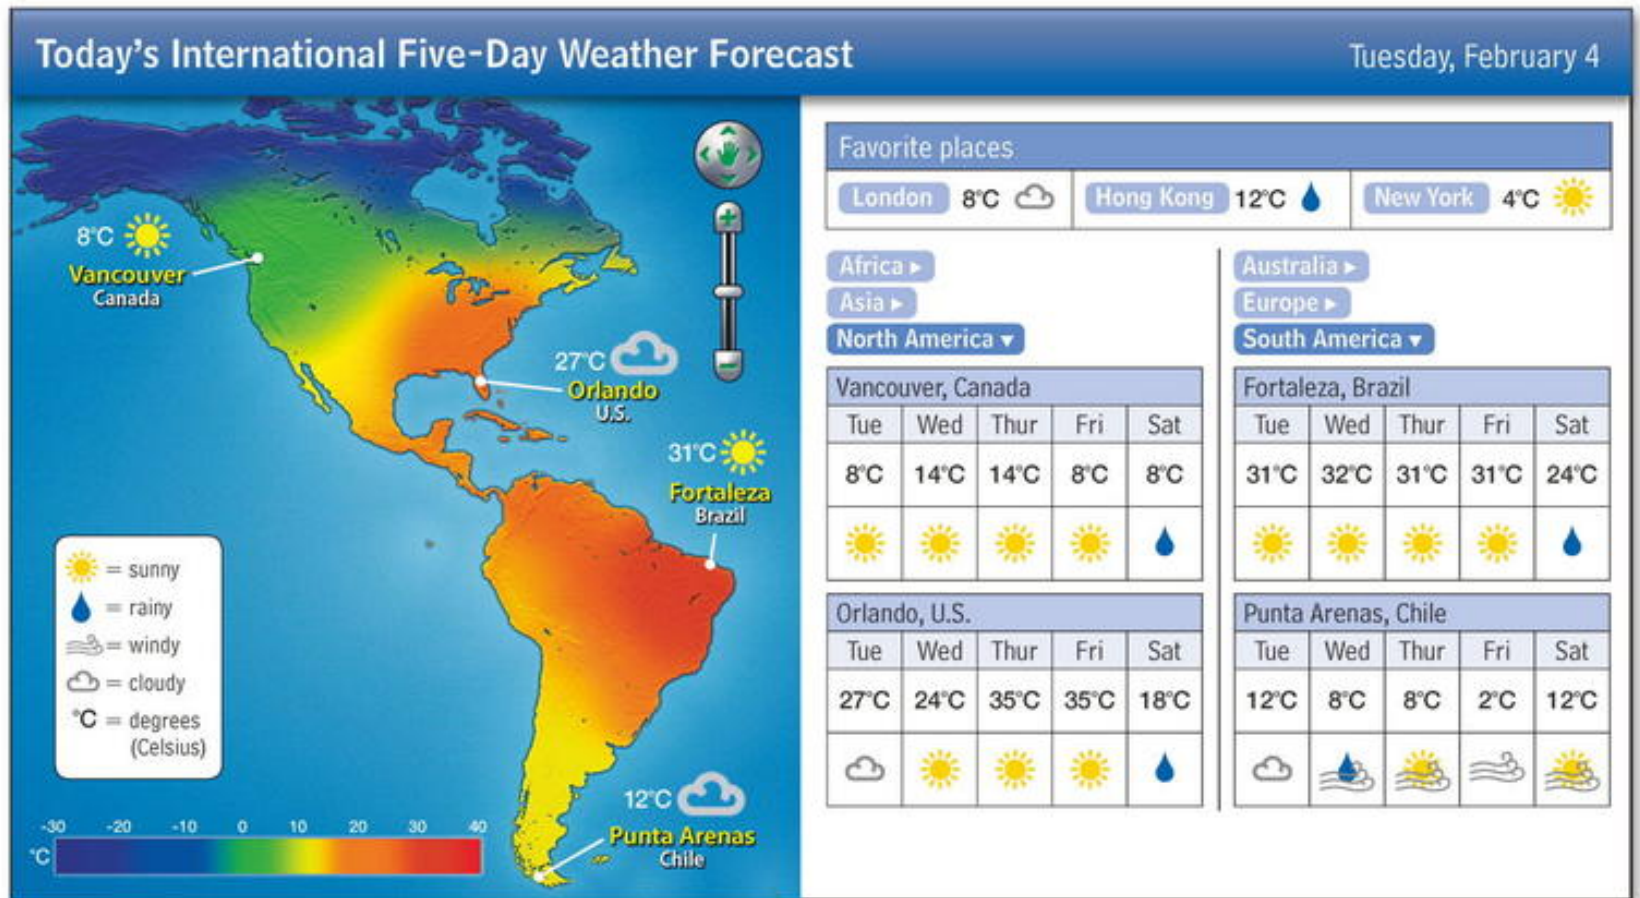 Today's International Five-Day Weather Forecast
Tuesday, February 4
8°C
Vancouver
Canada
27°C
Orlando
U.S.
31°C
Fortaleza
Brazil
= sunny
= rainy
= windy
= cloudy
°C = degrees
(Celsius)
12°C
Punta Arenas
Chile
-30 -20 -10 0 10 20 30 40
°C
Favorite places
London 8°C Hong Kong 12°C New York 4°C
Africa ▸
Asia ▸
North America ▾
Vancouver, Canada
Tue Wed Thur Fri Sat
8°C 14°C 14°C 8°C 8°C
Orlando, U.S.
Tue Wed Thur Fri Sat
27°C 24°C 35°C 35°C 18°C
Australia ▸
Europe ▸
South America ▾
Fortaleza, Brazil
Tue Wed Thur Fri Sat
31°C 32°C 31°C 31°C 24°C
Punta Arenas, Chile
Tue Wed Thur Fri Sat
12°C 8°C 8°C 2°C 12°C